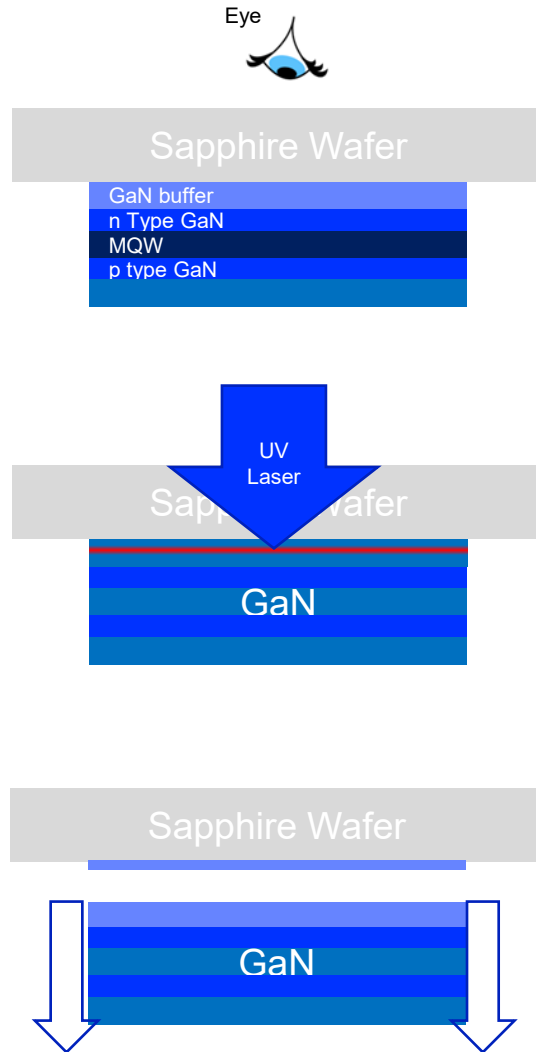 Eye
Sapphire Wafer
GaN buffer
n Type GaN
MQW
p type GaN
UV
Laser
Sapphire Wafer
GaN
Sapphire Wafer
GaN